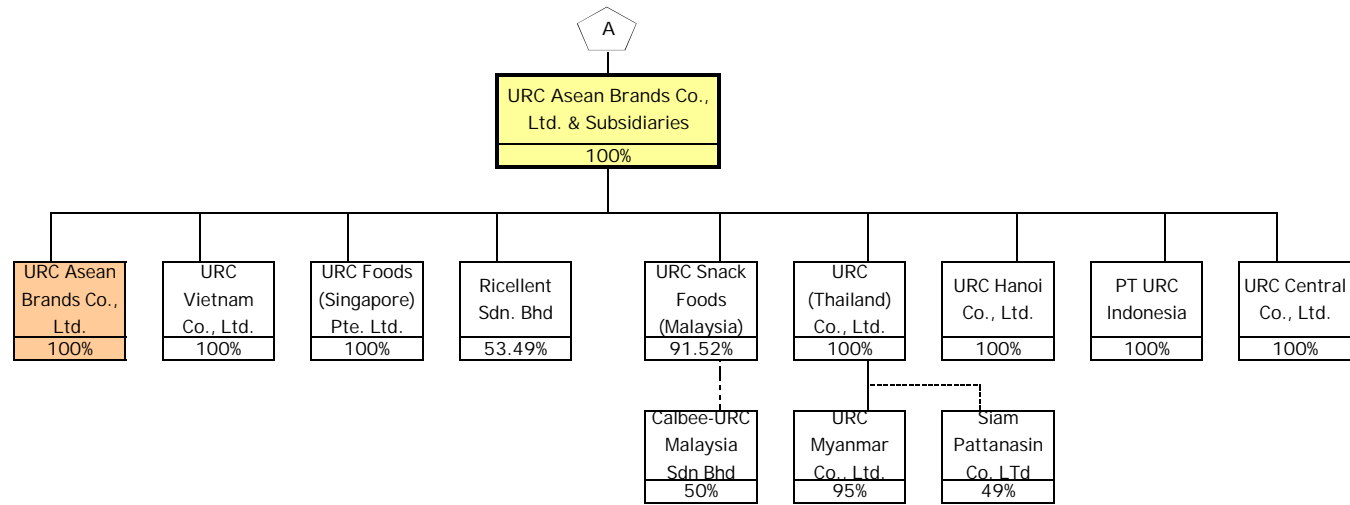 A
URC Asean Brands Co.,
Ltd. & Subsidiaries
100%
URC Asean
Brands Co.,
Ltd.
100%
URC
Vietnam
Co., Ltd.
100%
URC Foods
(Singapore)
Pte. Ltd.
100%
Ricellent
Sdn. Bhd
53.49%
URC Snack
Foods
(Malaysia)
91.52%
URC
(Thailand)
Co., Ltd.
100%
URC Hanoi
Co., Ltd.
100%
PT URC
Indonesia
100%
URC Central
Co., Ltd.
100%
Calbee-URC
Malaysia
Sdn Bhd
50%
URC
Myanmar
Co., Ltd.
95%
Siam
Pattanasin
Co. LTd
49%